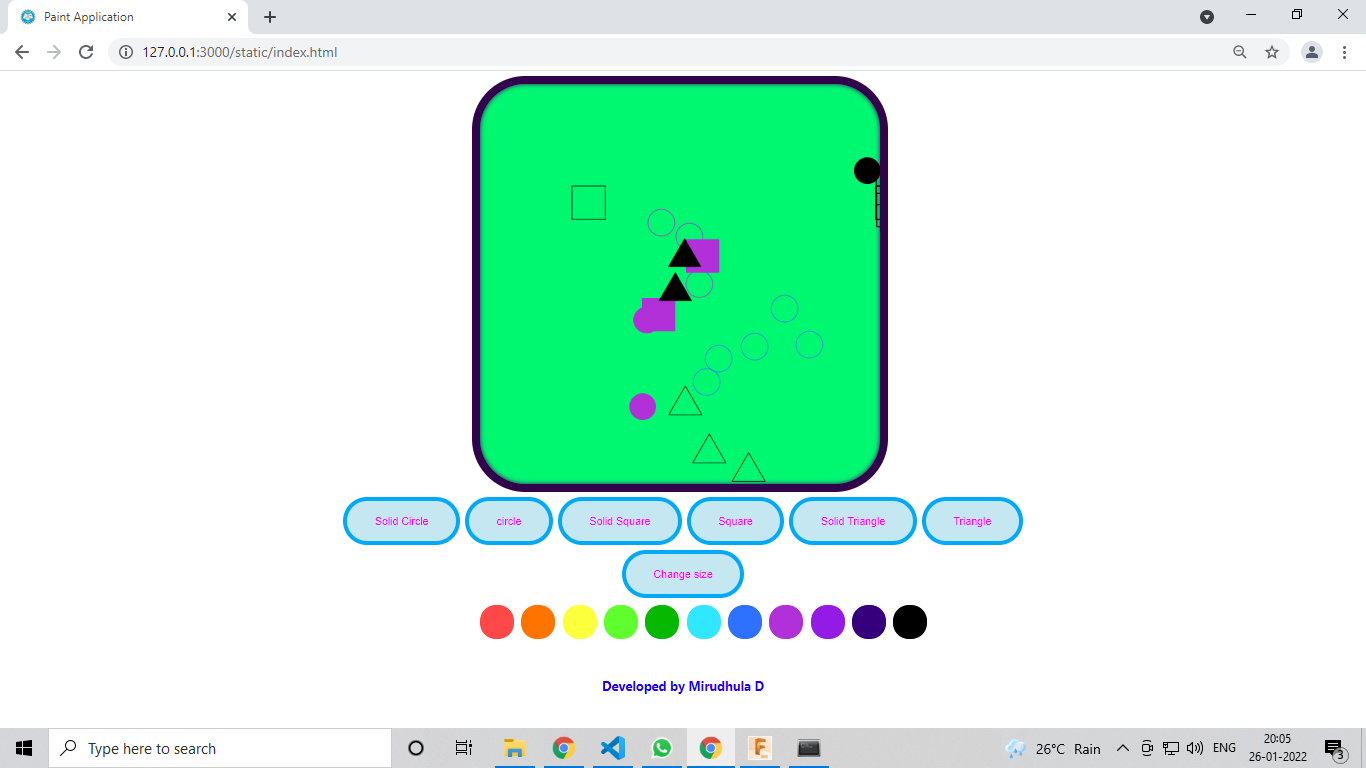 Paint Application
127.0.0.1:3000/static/index.html
Solid Circle circle Solid Square Square Solid Triangle Triangle
Change size
Developed by Mirudhula D
Type here to search
26°C Rain
ENG
20:05
26-01-2022
3